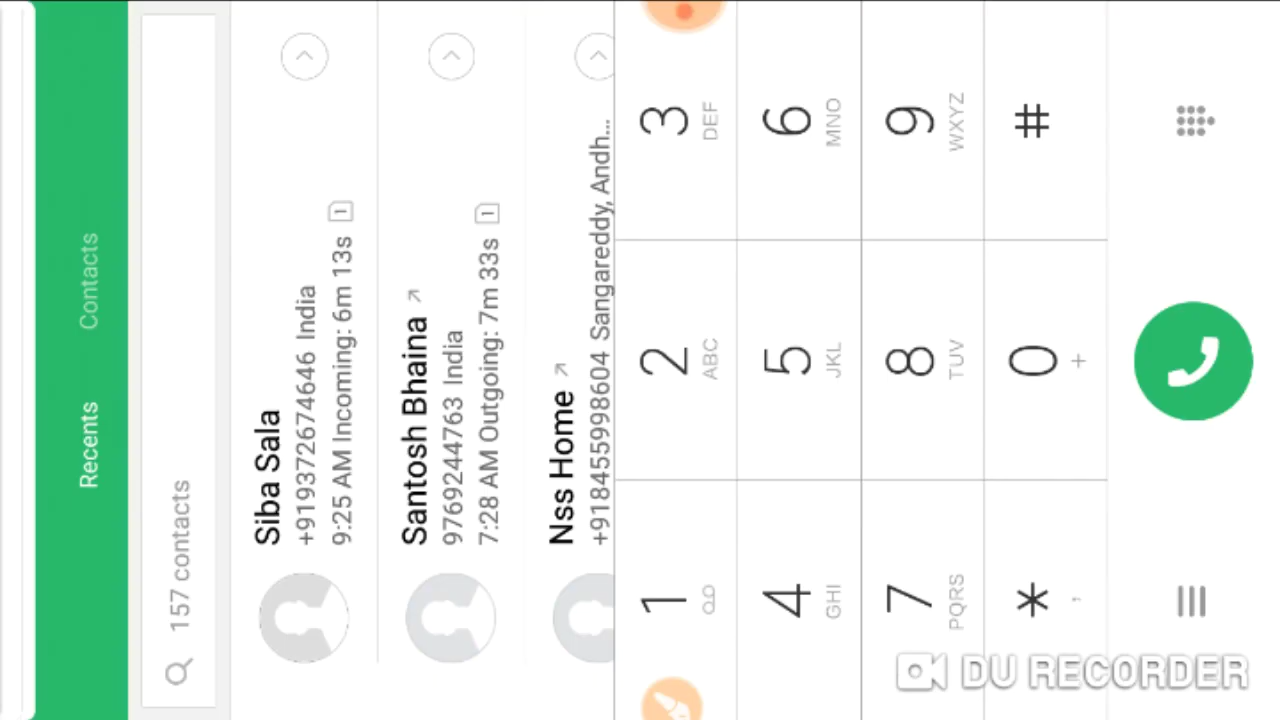 Recents Contacts
157 contacts
Siba Sala
+919372674646 India
9:25 AM Incoming: 6m 13s 1
Santosh Bhaina
9769244763 India
7:28 AM Outgoing: 7m 33s 1
Nss Home
+918455998604 Sangareddy, Andh...
1 2 ABC 3 DEF
4 GHI 5 JKL 6 MNO
7 PQRS 8 TUV 9 WXYZ
* , 0 + #
DU RECORDER